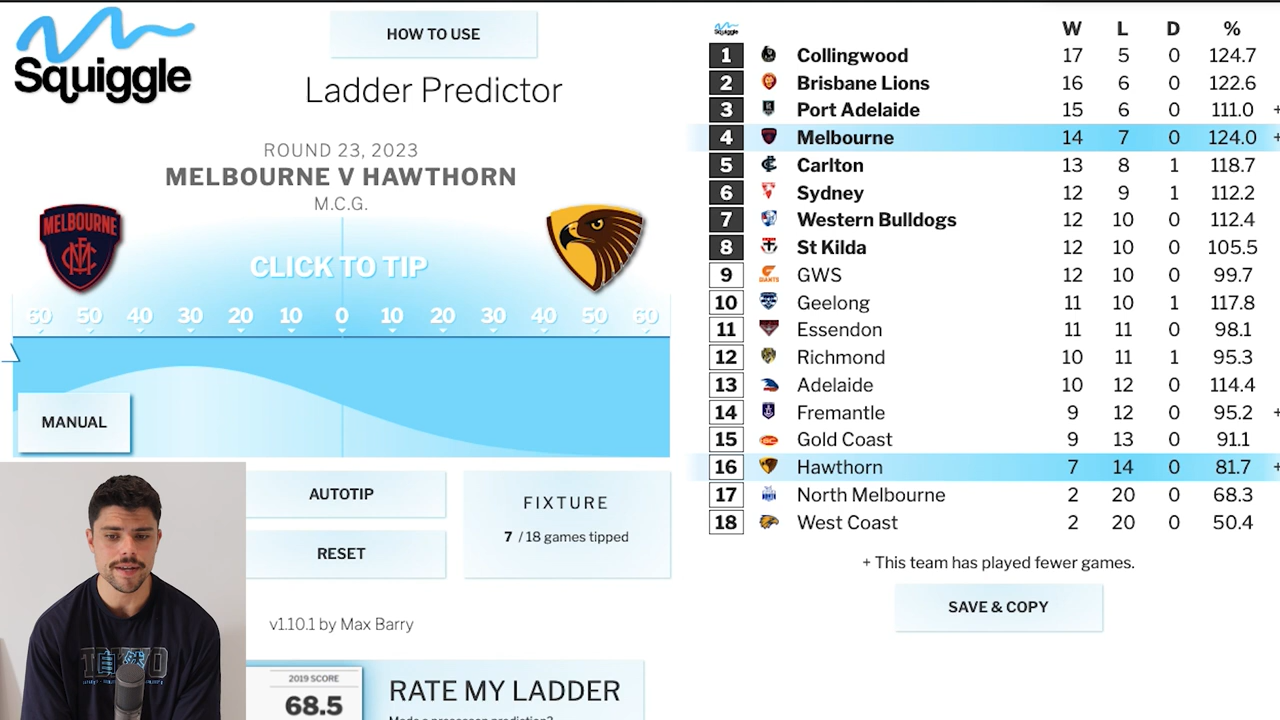 Squiggle
HOW TO USE
Ladder Predictor
ROUND 23, 2023
MELBOURNE V HAWTHORN
M.C.G.
MELBOURNE
CLICK TO TIP
60 50 40 30 20 10 0 10 20 30 40 50 60
MANUAL
AUTOTIP
RESET
FIXTURE
7 / 18 games tipped
v1.10.1 by Max Barry
2019 SCORE
68.5
RATE MY LADDER
Squiggle W L D %
1 Collingwood 17 5 0 124.7
2 Brisbane Lions 16 6 0 122.6
3 Port Adelaide 15 6 0 111.0 +
4 Melbourne 14 7 0 124.0 +
5 Carlton 13 8 1 118.7
6 Sydney 12 9 1 112.2
7 Western Bulldogs 12 10 0 112.4
8 St Kilda 12 10 0 105.5
9 GWS 12 10 0 99.7
10 Geelong 11 10 1 117.8
11 Essendon 11 11 0 98.1
12 Richmond 10 11 1 95.3
13 Adelaide 10 12 0 114.4
14 Fremantle 9 12 0 95.2 +
15 Gold Coast 9 13 0 91.1
16 Hawthorn 7 14 0 81.7 +
17 North Melbourne 2 20 0 68.3
18 West Coast 2 20 0 50.4
+ This team has played fewer games.
SAVE & COPY